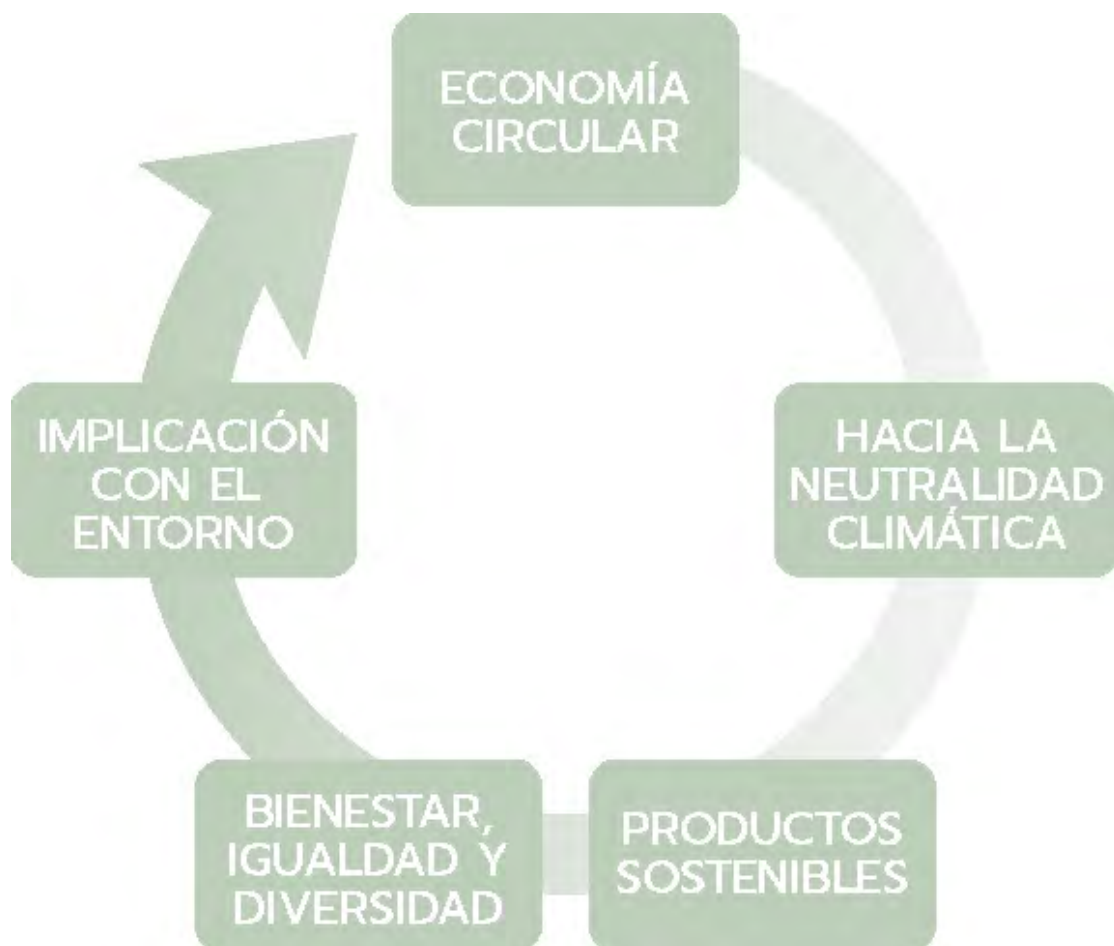 ECONOMÍA
CIRCULAR
HACIA LA
NEUTRALIDAD
CLIMÁTICA
PRODUCTOS
SOSTENIBLES
BIENESTAR,
IGUALDAD Y
DIVERSIDAD
IMPLICACIÓN
CON EL
ENTORNO